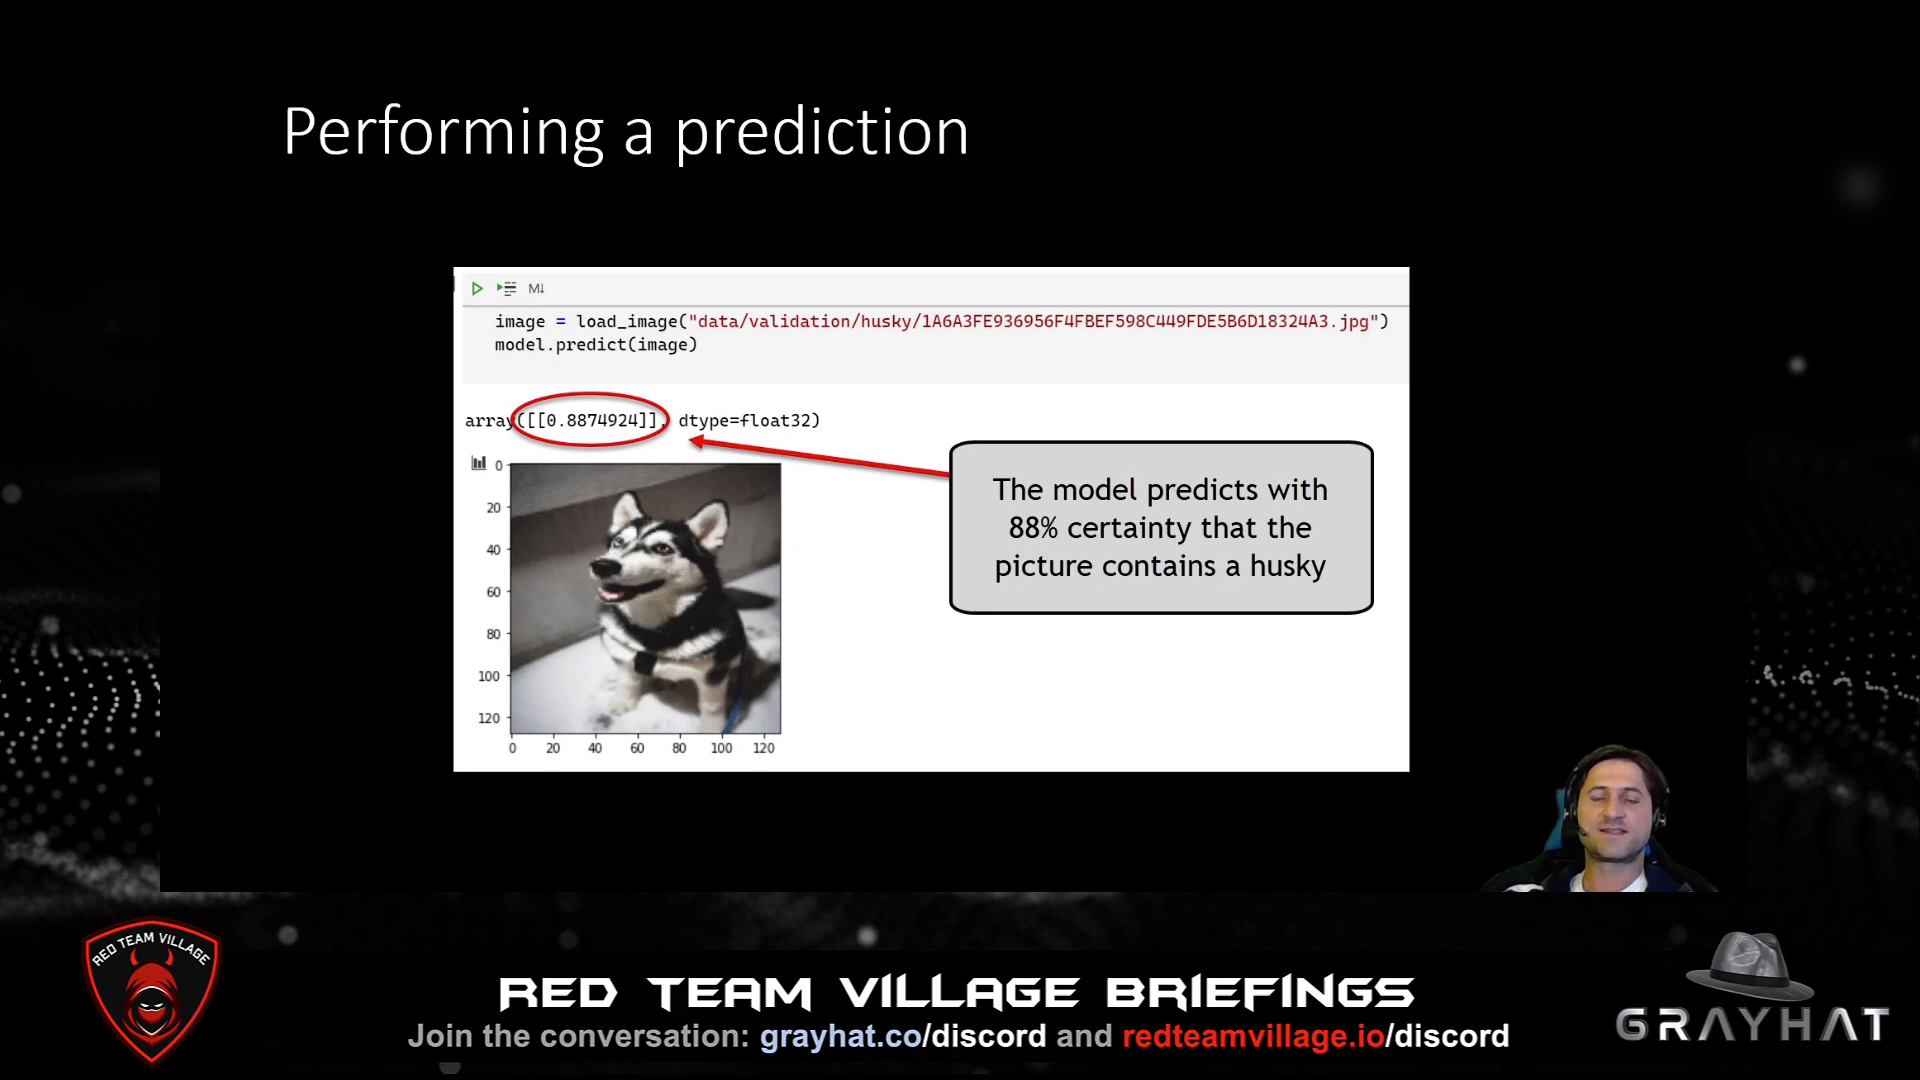 Performing a prediction
M↓
image = load_image("data/validation/husky/1A6A3FE936956F4FBEF598C449FDE5B6D18324A3.jpg")
model.predict(image)
array([[0.8874924]], dtype=float32)
The model predicts with
88% certainty that the
picture contains a husky
0
20
40
60
80
100
120
0 20 40 60 80 100 120
RED TEAM VILLAGE
RED TEAM VILLAGE BRIEFINGS
Join the conversation: grayhat.co/discord and redteamvillage.io/discord
GRAYHAT